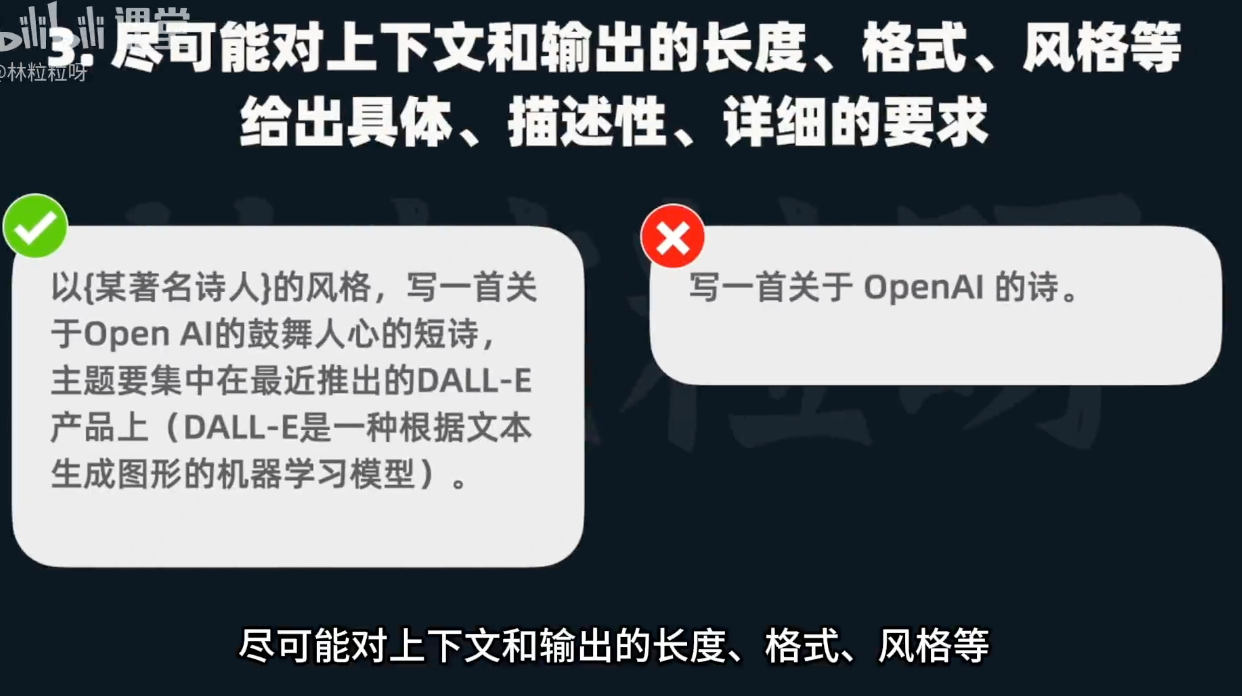 bilibili 课堂
@林粒粒呀
3. 尽可能对上下文和输出的长度、格式、风格等
给出具体、描述性、详细的要求
以{某著名诗人}的风格，写一首关
于Open AI的鼓舞人心的短诗，
主题要集中在最近推出的DALL-E
产品上（DALL-E是一种根据文本
生成图形的机器学习模型）。
写一首关于 OpenAI 的诗。
林粒粒呀
尽可能对上下文和输出的长度、格式、风格等